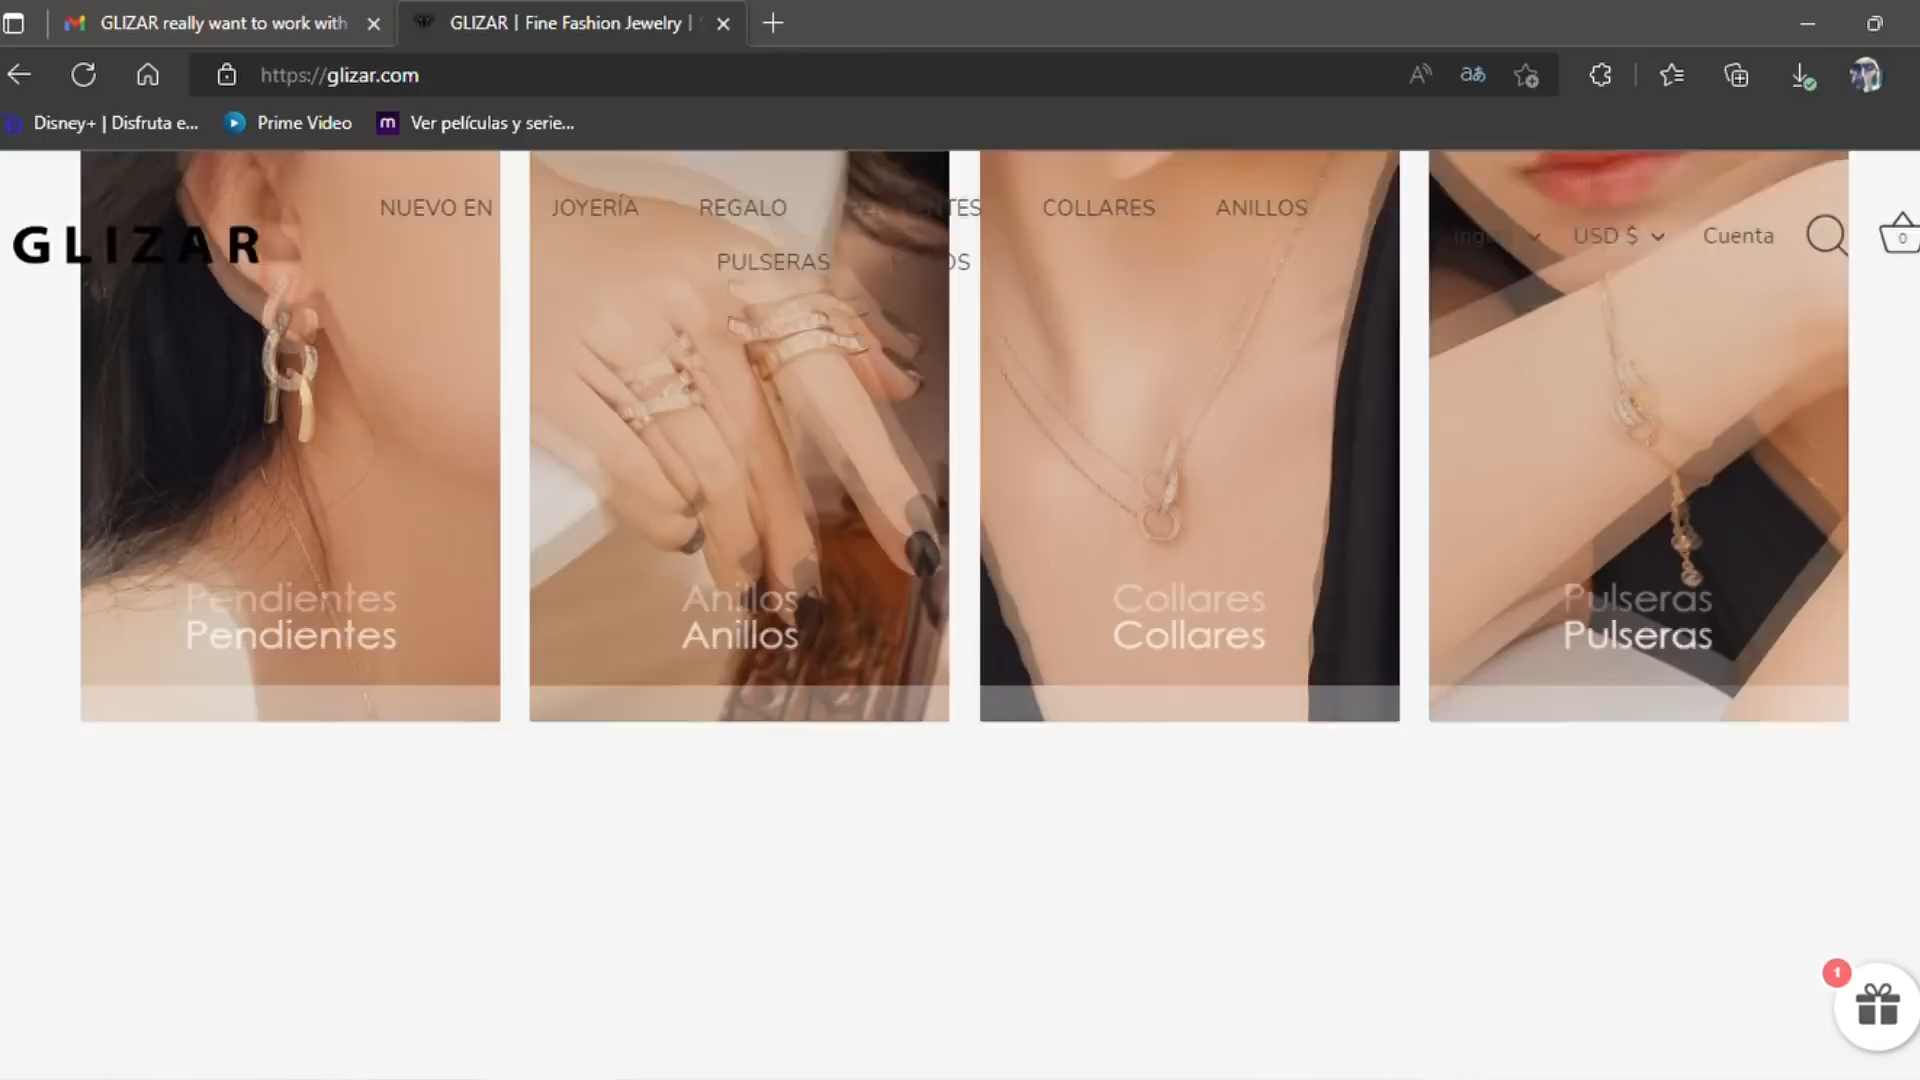 GLIZAR really want to work with
GLIZAR | Fine Fashion Jewelry |
https://glizar.com
Disney+ | Disfruta e...
Prime Video
m
Ver películas y serie...
NUEVO EN
JOYERÍA
REGALO
COLLARES
ANILLOS
GLIZAR
USD $
Cuenta
0
PULSERAS
Pendientes
Anillos
Collares
Pulseras
Pendientes
Anillos
Collares
Pulseras
1